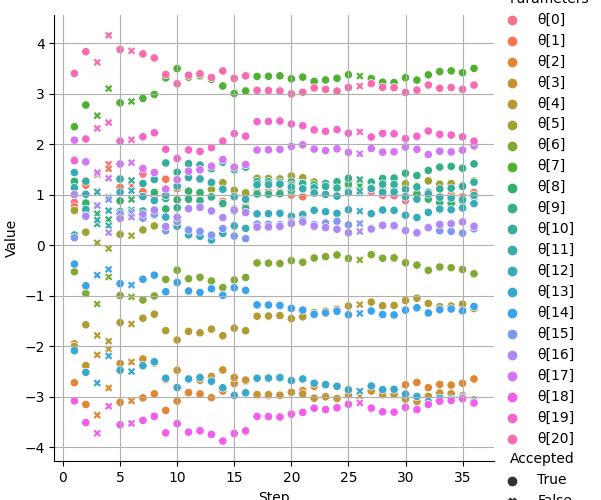 Parameters
θ[0]
θ[1]
θ[2]
θ[3]
θ[4]
θ[5]
θ[6]
θ[7]
θ[8]
θ[9]
θ[10]
θ[11]
θ[12]
θ[13]
θ[14]
θ[15]
θ[16]
θ[17]
θ[18]
θ[19]
θ[20]
Accepted
True
False
4
3
2
1
0
−1
−2
−3
−4
Value
0 5 10 15 20 25 30 35
Step